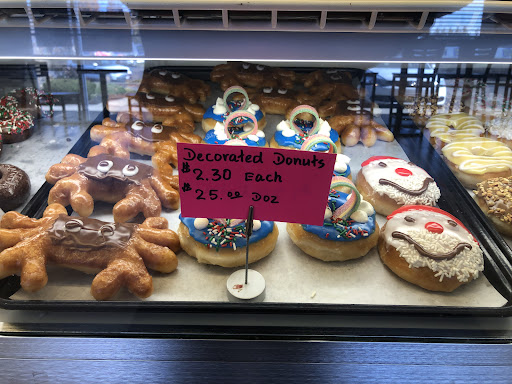 Decorated Donuts
$2.30 Each
$25.00 Doz